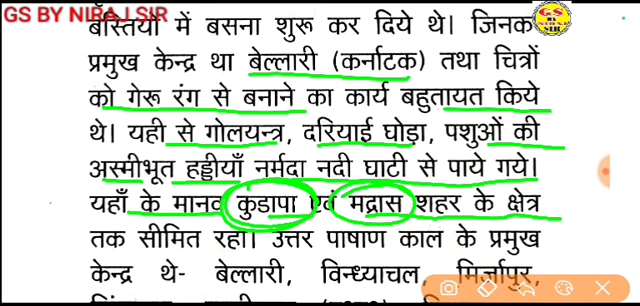 GS BY NIRAJ SIR
बस्तियों में बसना शुरू कर दिये थे। जिनके
प्रमुख केन्द्र था बेल्लारी (कर्नाटक) तथा चित्रों
को गेरू रंग से बनाने का कार्य बहुतायत किये
थे। यही से गोलयन्त्र, दरियाई घोड़ा, पशुओं की
अस्मीभूत हड्डीयाँ नर्मदा नदी घाटी से पाये गये।
यहाँ के मानव कुडापा एवं मद्रास शहर के क्षेत्र
तक सीमित रहा। उत्तर पाषाण काल के प्रमुख
केन्द्र थे- बेल्लारी, विन्ध्याचल, मिर्जापुर,